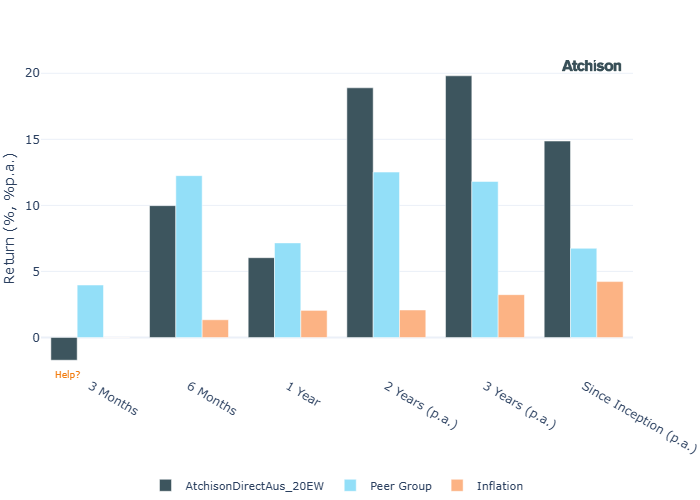 Atchison
Return (%, %p.a.)
20
15
10
5
0
Help?
3 Months
6 Months
1 Year
2 Years (p.a.)
3 Years (p.a.)
Since Inception (p.a.)
AtchisonDirectAus_20EW
Peer Group
Inflation